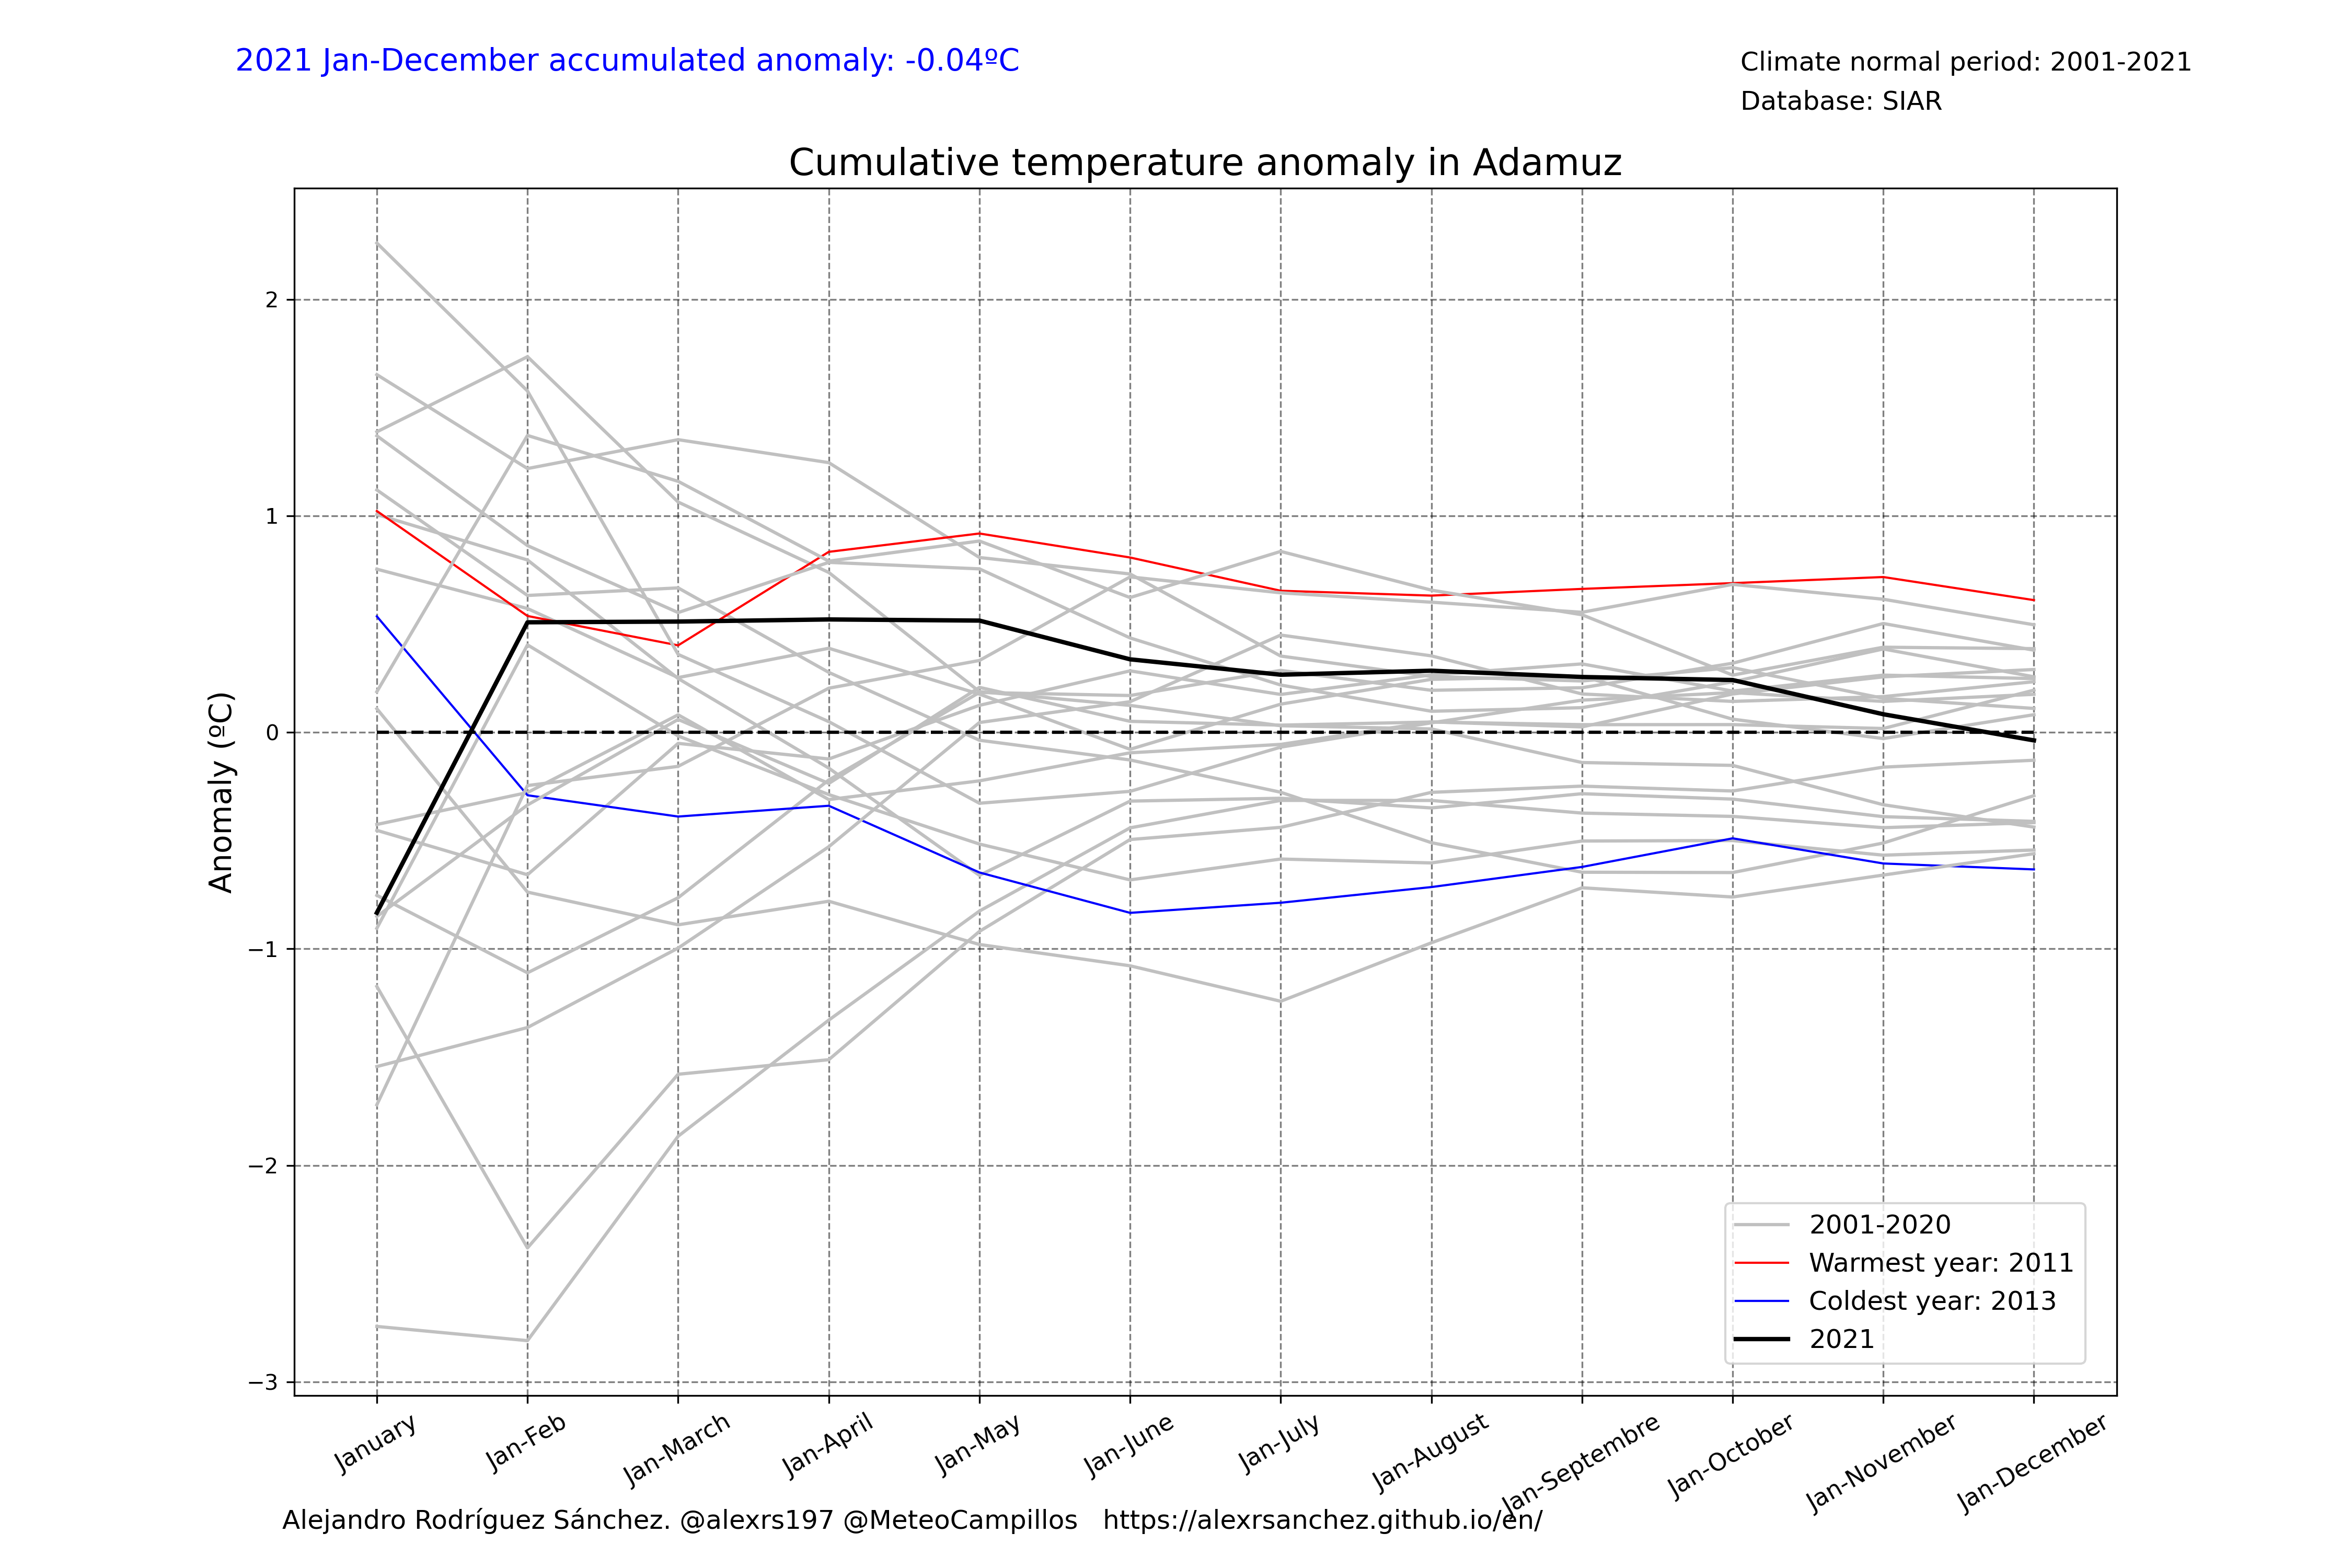 2021 Jan-December accumulated anomaly: -0.04ºC
Climate normal period: 2001-2021
Database: SIAR
Cumulative temperature anomaly in Adamuz
Anomaly (ºC)
2
1
0
−1
−2
−3
2001-2020
Warmest year: 2011
Coldest year: 2013
2021
January
Jan-Feb
Jan-March
Jan-April
Jan-May
Jan-June
Jan-July
Jan-August
Jan-Septembre
Jan-October
Jan-November
Jan-December
Alejandro Rodríguez Sánchez. @alexrs197 @MeteoCampillos   https://alexrsanchez.github.io/en/